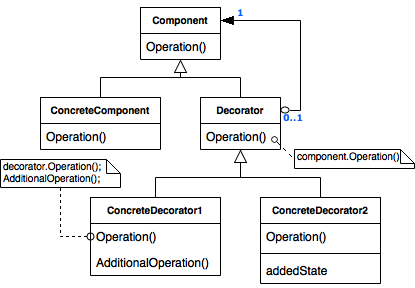 Component
1
Operation()
ConcreteComponent
Decorator
0..1
Operation()
Operation()
decorator.Operation();
AdditionalOperation();
component.Operation()
ConcreteDecorator1
ConcreteDecorator2
Operation()
Operation()
AdditionalOperation()
addedState